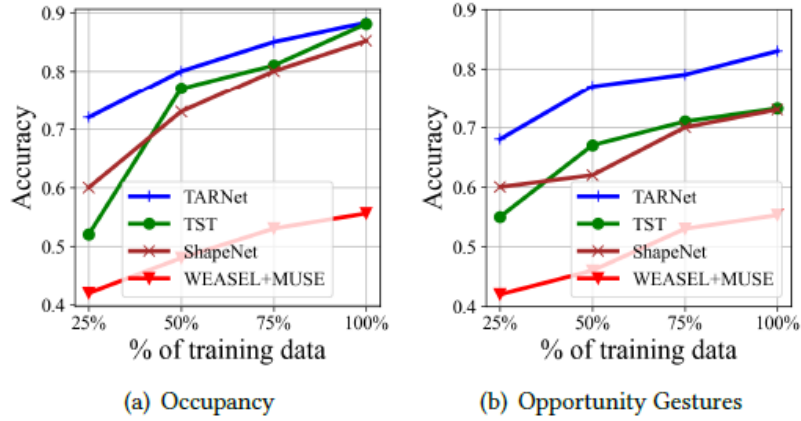 0.9
0.8
0.7
0.6
0.5
0.4
Accuracy
TARNet
TST
ShapeNet
WEASEL+MUSE
25%
50%
75%
100%
% of training data
(a) Occupancy
0.9
0.8
0.7
0.6
0.5
0.4
Accuracy
TARNet
TST
ShapeNet
WEASEL+MUSE
25%
50%
75%
100%
% of training data
(b) Opportunity Gestures